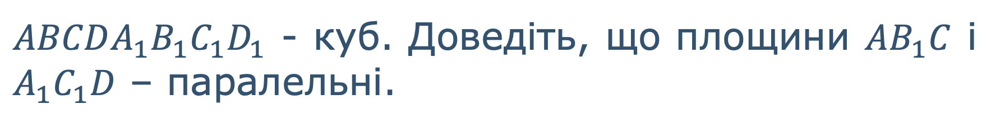 ABCDA₁B₁C₁D₁ - куб. Доведіть, що площини AB₁C і
A₁C₁D – паралельні.